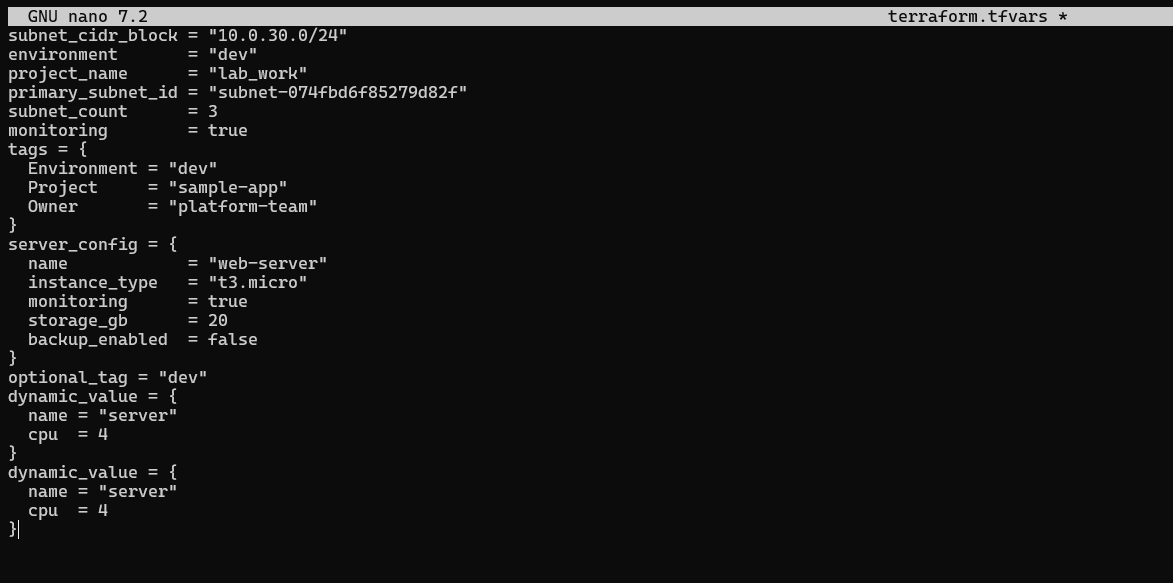 GNU nano 7.2 terraform.tfvars *
subnet_cidr_block = "10.0.30.0/24"
environment       = "dev"
project_name      = "lab_work"
primary_subnet_id = "subnet-074fbd6f85279d82f"
subnet_count      = 3
monitoring        = true
tags = {
  Environment = "dev"
  Project     = "sample-app"
  Owner       = "platform-team"
}
server_config = {
  name            = "web-server"
  instance_type   = "t3.micro"
  monitoring      = true
  storage_gb      = 20
  backup_enabled  = false
}
optional_tag = "dev"
dynamic_value = {
  name = "server"
  cpu  = 4
}
dynamic_value = {
  name = "server"
  cpu  = 4
}